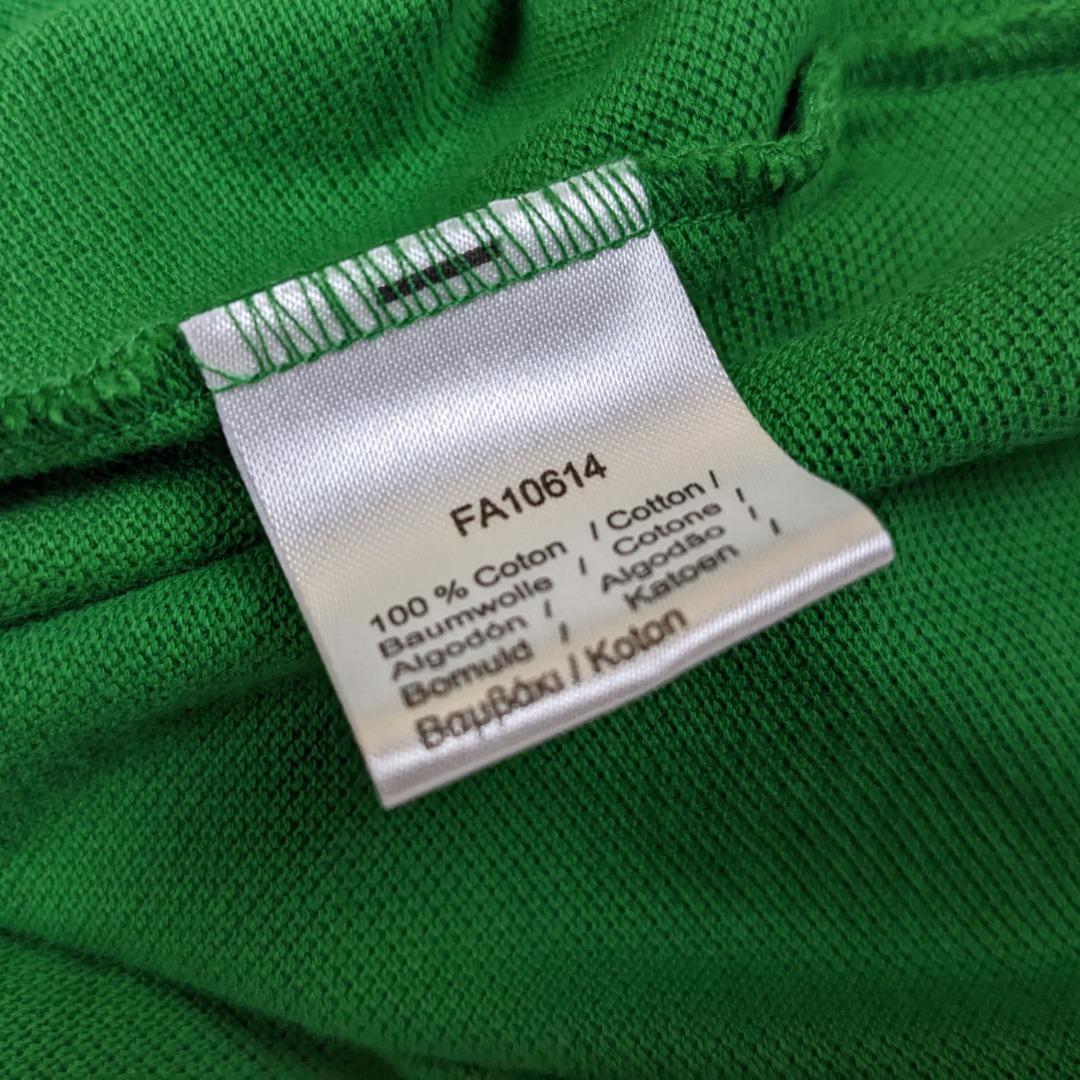 FA10614
100 % Coton / Cotton /
Baumwolle / Cotone /
Algodón / Algodão /
Bomuld / Katoen /
Βαμβάκι / Koton